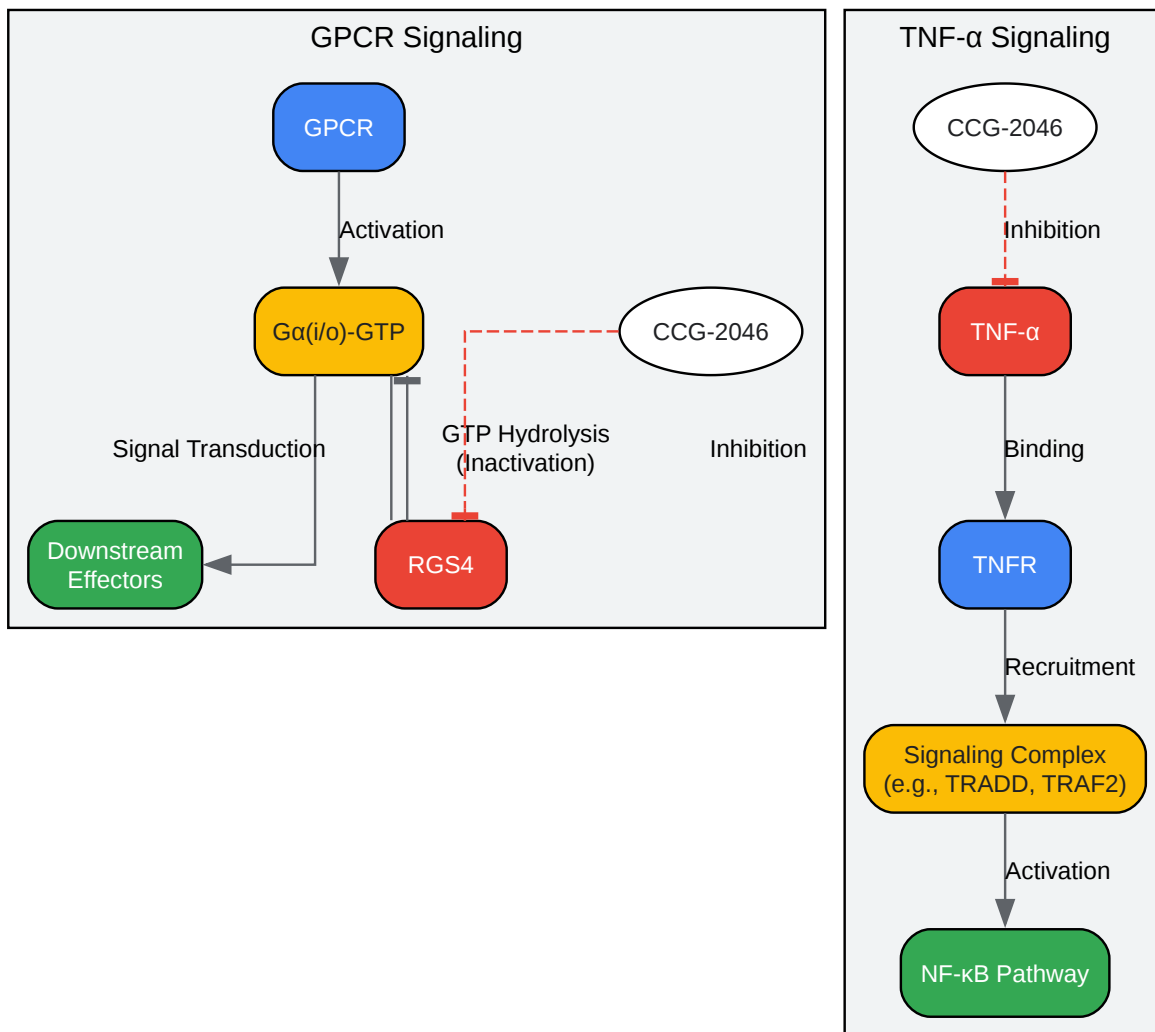 GPCR Signaling
GPCR
Activation
Gα(i/o)-GTP
CCG-2046
Signal Transduction
GTP Hydrolysis
(Inactivation)
Inhibition
Downstream
Effectors
RGS4
TNF-α Signaling
CCG-2046
Inhibition
TNF-α
Binding
TNFR
Recruitment
Signaling Complex
(e.g., TRADD, TRAF2)
Activation
NF-κB Pathway